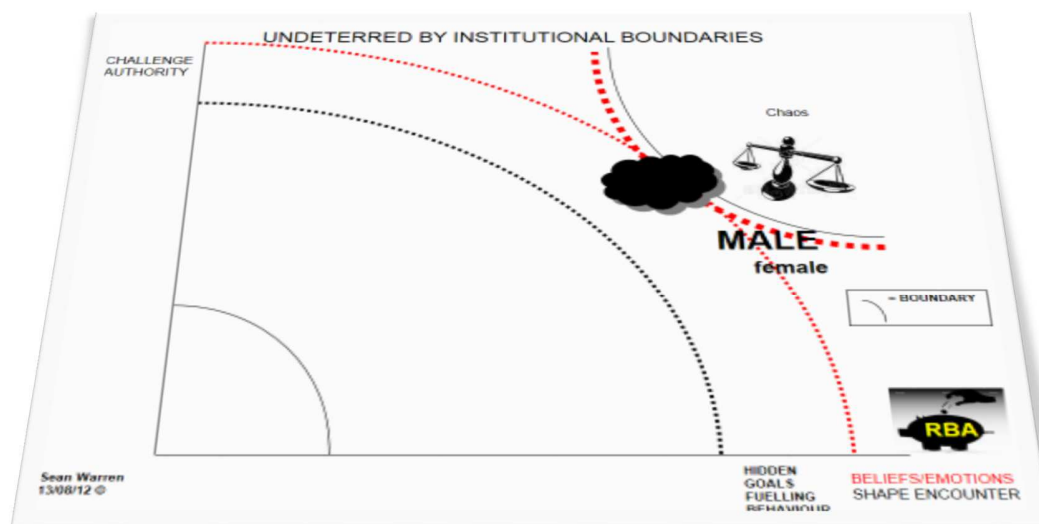 UNDETERRED BY INSTITUTIONAL BOUNDARIES
CHALLENGE
AUTHORITY
Chaos
MALE
female
= BOUNDARY
RBA
Sean Warren
13/08/12 ©
HIDDEN
GOALS
FUELLING
BEHAVIOUR
BELIEFS/EMOTIONS
SHAPE ENCOUNTER